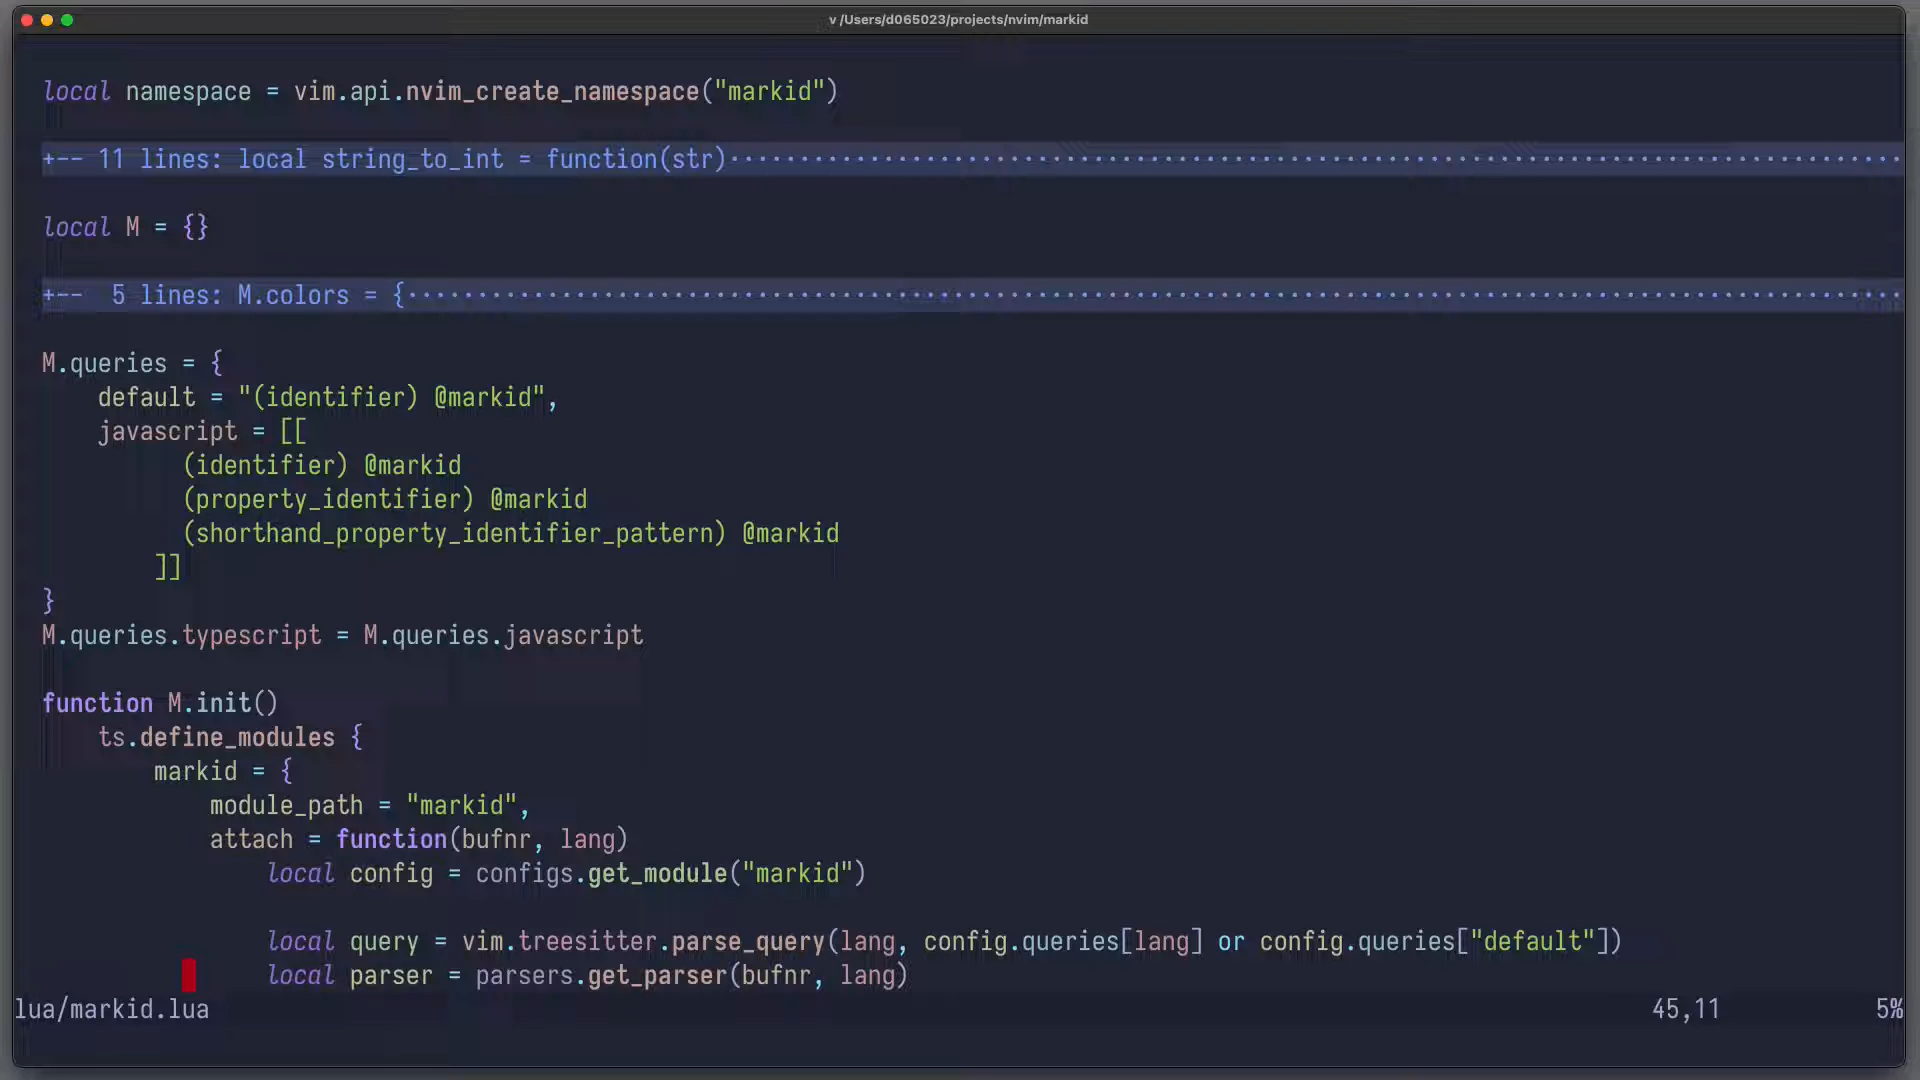 v /Users/d065023/projects/nvim/markid
local namespace = vim.api.nvim_create_namespace("markid")
+-- 11 lines: local string_to_int = function(str)
local M = {}
+--  5 lines: M.colors = {
M.queries = {
    default = "(identifier) @markid",
    javascript = [[
          (identifier) @markid
          (property_identifier) @markid
          (shorthand_property_identifier_pattern) @markid
        ]]
}
M.queries.typescript = M.queries.javascript
function M.init()
    ts.define_modules {
        markid = {
            module_path = "markid",
            attach = function(bufnr, lang)
                local config = configs.get_module("markid")
                local query = vim.treesitter.parse_query(lang, config.queries[lang] or config.queries["default"])
                local parser = parsers.get_parser(bufnr, lang)
lua/markid.lua 45,11 5%